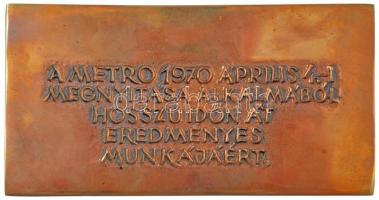 A METRO 1970 ÁPRILIS 4.-I
MEGNYITÁSA ALKALMÁBÓL
HOSSZÚIDŐN ÁT
EREDMÉNYES
MUNKÁJÁÉRT.